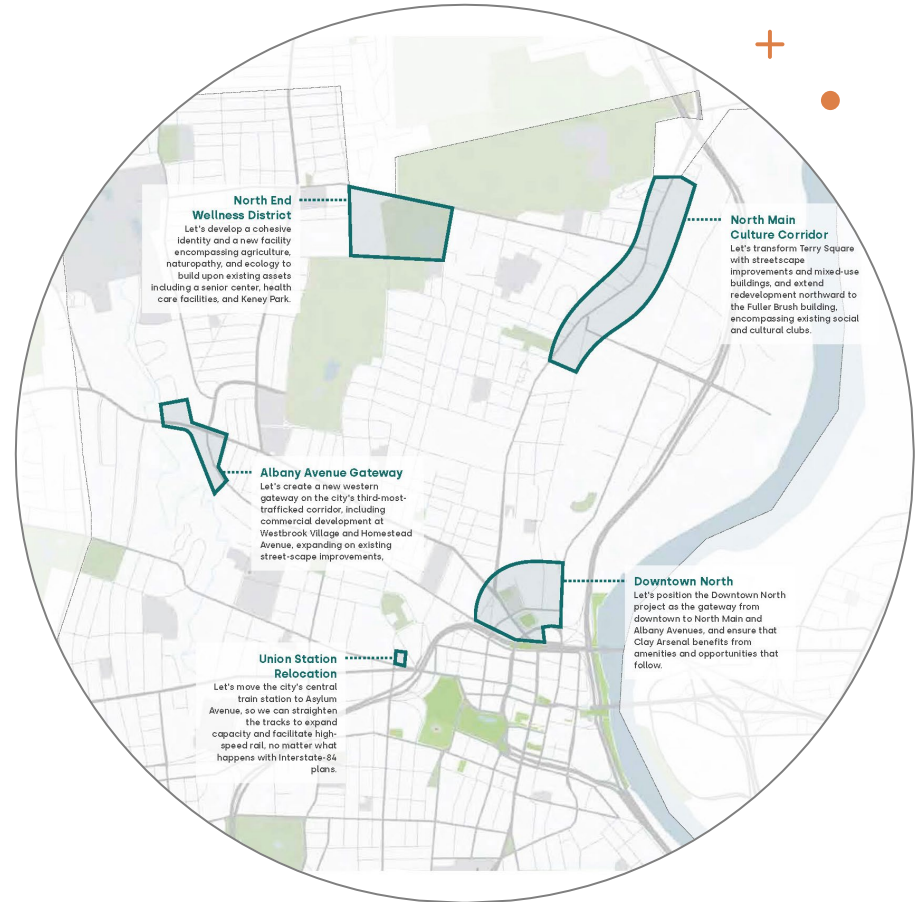 North End
Wellness District
Let's develop a cohesive
identity and a new facility
encompassing agriculture,
naturopathy, and ecology to
build upon existing assets
including a senior center, health
care facilities, and Keney Park.
North Main
Culture Corridor
Let's transform Terry Square
with streetscape
improvements and mixed-use
buildings, and extend
redevelopment northward to
the Fuller Brush building,
encompassing existing social
and cultural clubs.
Albany Avenue Gateway
Let's create a new western
gateway on the city's third-most-
trafficked corridor, including
commercial development at
Westbrook Village and Homestead
Avenue, expanding on existing
street-scape improvements,
Downtown North
Let's position the Downtown North
project as the gateway from
downtown to North Main and
Albany Avenues, and ensure that
Clay Arsenal benefits from
amenities and opportunities that
follow.
Union Station
Relocation
Let's move the city's central
train station to Asylum
Avenue, so we can straighten
the tracks to expand
capacity and facilitate high-
speed rail, no matter what
happens with Interstate-84
plans.